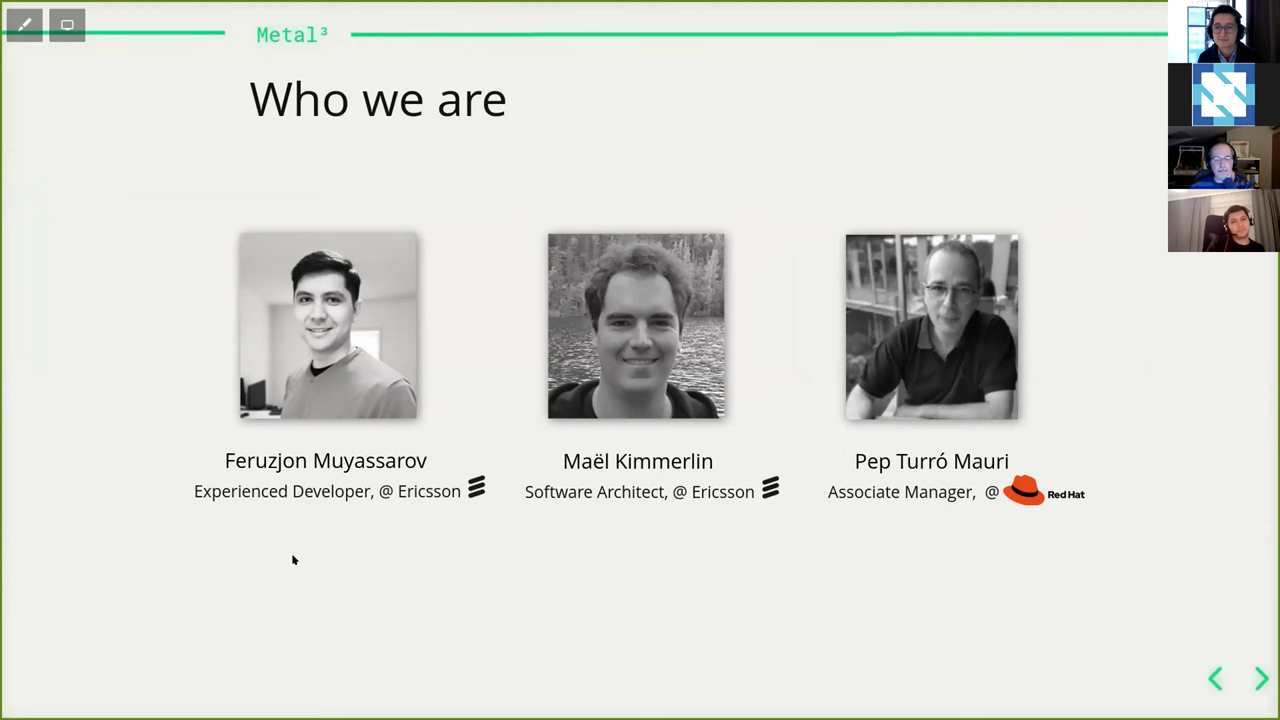 Metal³
Who we are
Feruzjon Muyassarov
Experienced Developer, @ Ericsson
Maël Kimmerlin
Software Architect, @ Ericsson
Pep Turró Mauri
Associate Manager, @ Red Hat